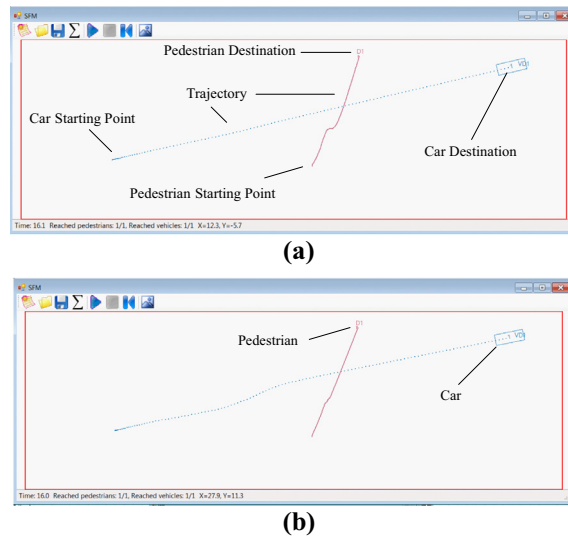 SFM
Σ
Pedestrian Destination
D1
VD1
Trajectory
Car Starting Point
Car Destination
Pedestrian Starting Point
Time: 16.1 Reached pedestrians: 1/1, Reached vehicles: 1/1 X=12.3, Y=-5.7
(a)
SFM
Σ
D1
Pedestrian
Car
Time: 16.0 Reached pedestrians: 1/1, Reached vehicles: 1/1 X=27.9, Y=11.3
(b)